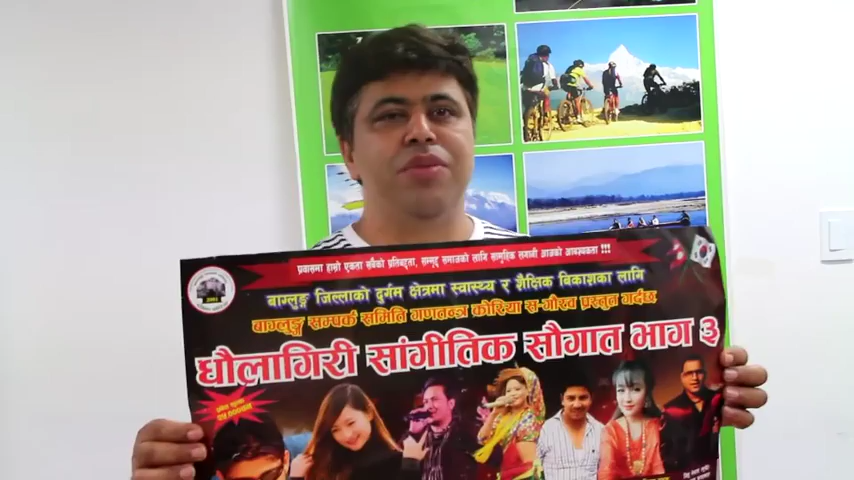 प्रवासमा हाम्रो एकता सबैको प्रतिबद्धता, सम्मृद्द समाजको लागि सामुहिक लगानी आजको आवश्यकता !!!
बाग्लुङ्ग जिल्लाको दुर्गम क्षेत्रमा स्वास्थ्य र शैक्षिक बिकाशका लागि
बाग्लूङ्ग सम्पर्क समिति गणतन्त्र कोरिया स-गौरव प्रस्तुत गर्दछ
धौलागिरी सांगीतिक सौगात भाग ३